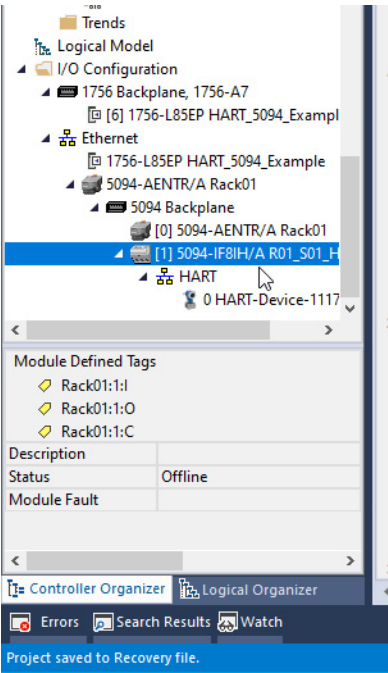 Trends
Logical Model
I/O Configuration
1756 Backplane, 1756-A7
[6] 1756-L85EP HART_5094_Exampl
Ethernet
1756-L85EP HART_5094_Example
5094-AENTR/A Rack01
5094 Backplane
[0] 5094-AENTR/A Rack01
[1] 5094-IF8IH/A R01_S01_H
HART
0 HART-Device-1117
Module Defined Tags
Rack01:1:I
Rack01:1:O
Rack01:1:C
Description
Status Offline
Module Fault
Controller Organizer Logical Organizer
Errors Search Results Watch
Project saved to Recovery file.